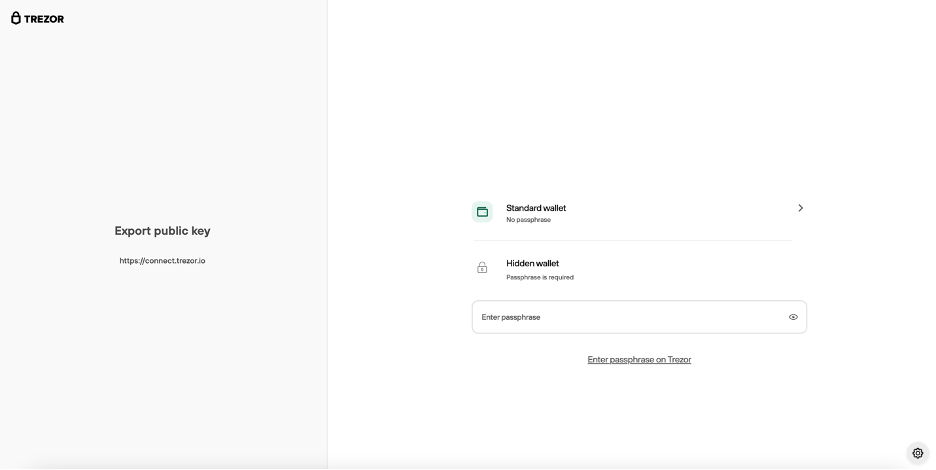 TREZOR
Export public key
https://connect.trezor.io
Standard wallet
No passphrase
Hidden wallet
Passphrase is required
Enter passphrase
Enter passphrase on Trezor